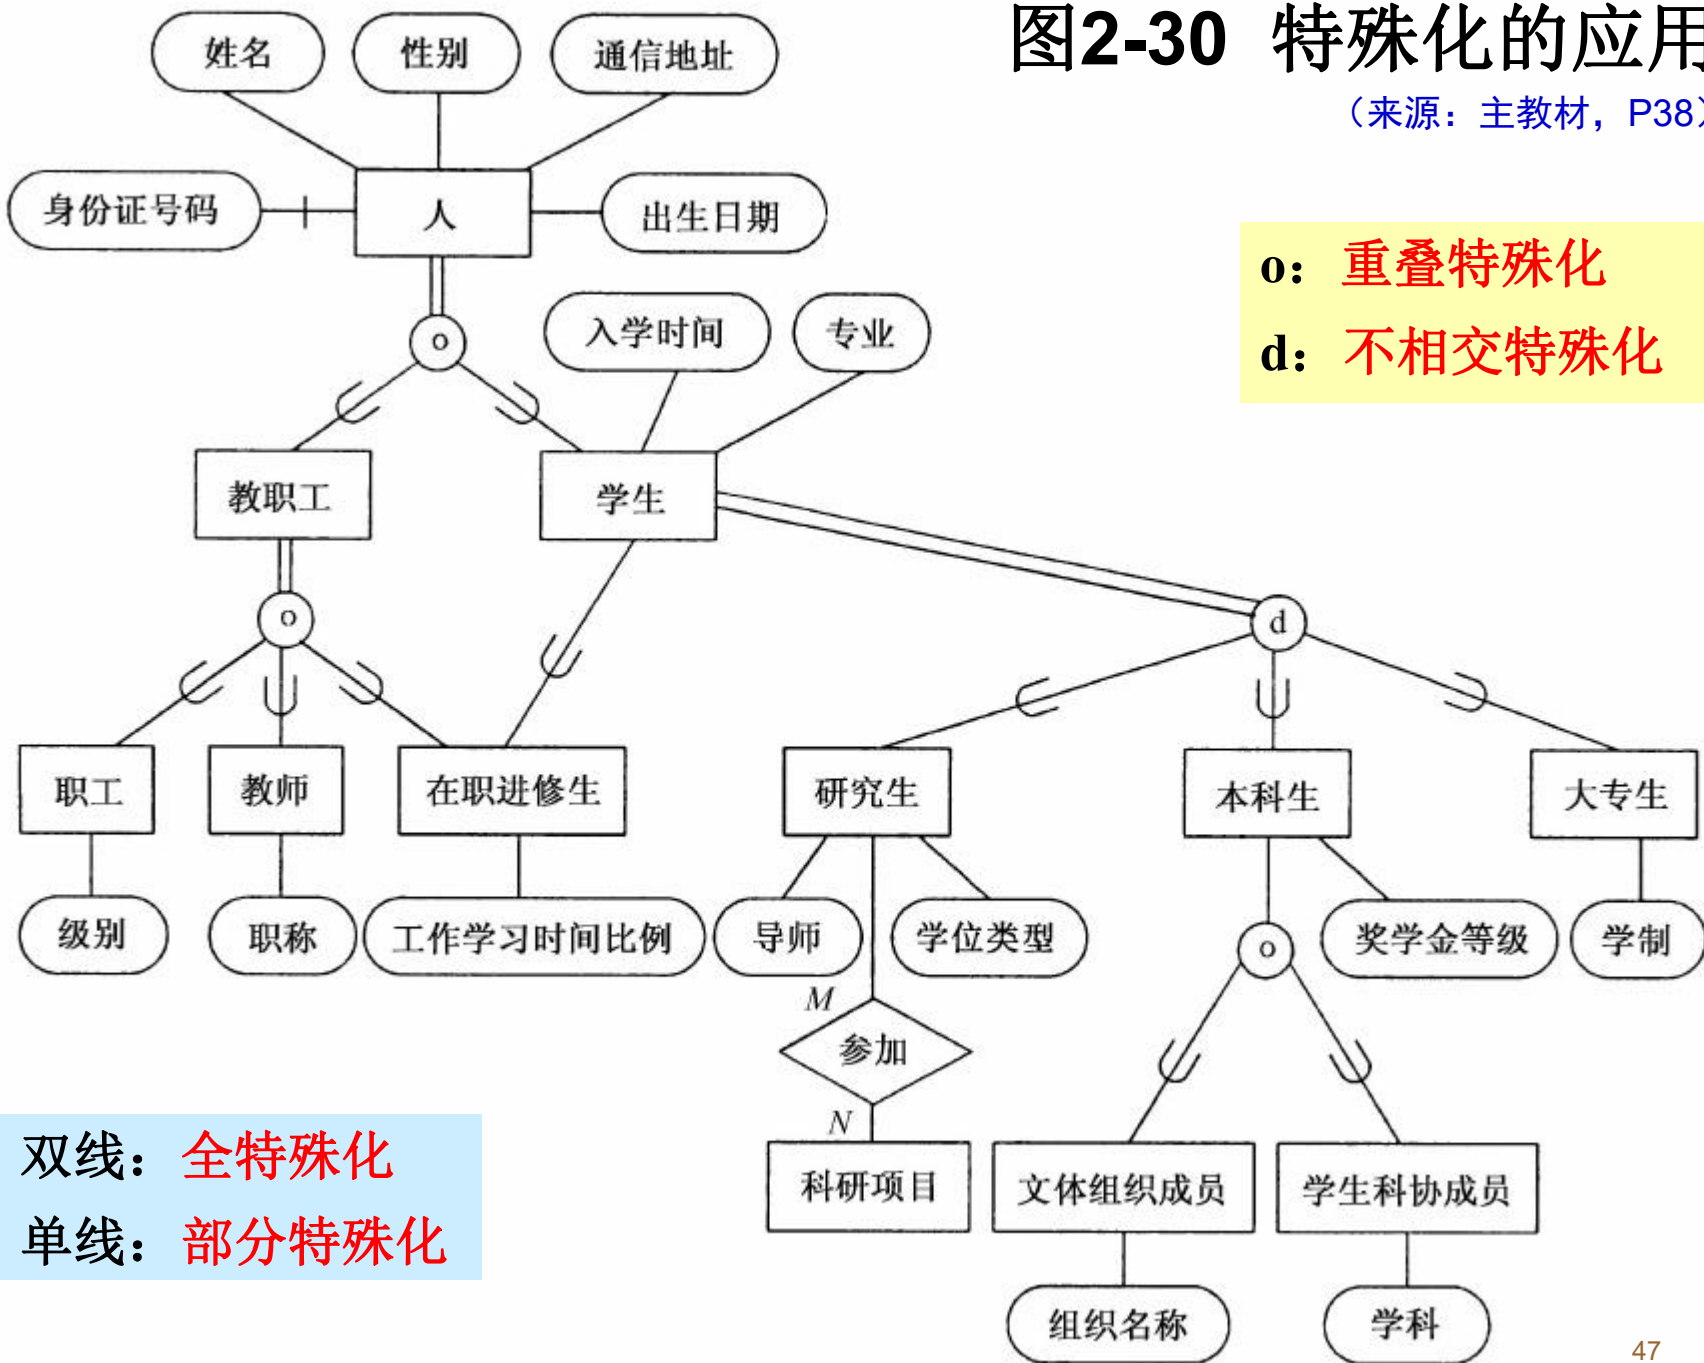 图2-30 特殊化的应用
（来源：主教材，P38）
姓名
性别
通信地址
身份证号码
人
出生日期
o：重叠特殊化
d：不相交特殊化
o
入学时间
专业
教职工
学生
o
d
职工
教师
在职进修生
研究生
本科生
大专生
级别
职称
工作学习时间比例
导师
学位类型
o
奖学金等级
学制
M
参加
N
科研项目
文体组织成员
学生科协成员
双线：全特殊化
单线：部分特殊化
组织名称
学科
47